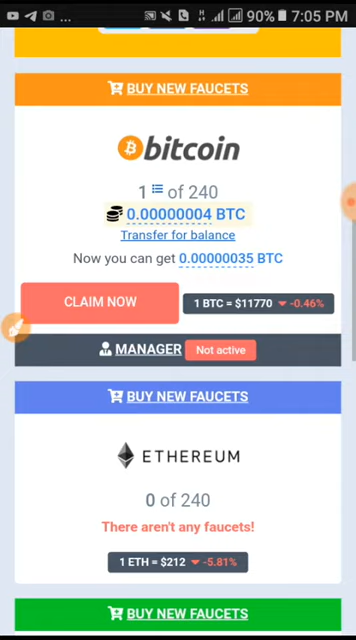 ... 90% 7:05 PM
BUY NEW FAUCETS
bitcoin
1 of 240
0.00000004 BTC
Transfer for balance
Now you can get 0.00000035 BTC
CLAIM NOW
1 BTC = $11770 ▼ -0.46%
MANAGER Not active
BUY NEW FAUCETS
ETHEREUM
0 of 240
There aren't any faucets!
1 ETH = $212 ▼ -5.81%
BUY NEW FAUCETS